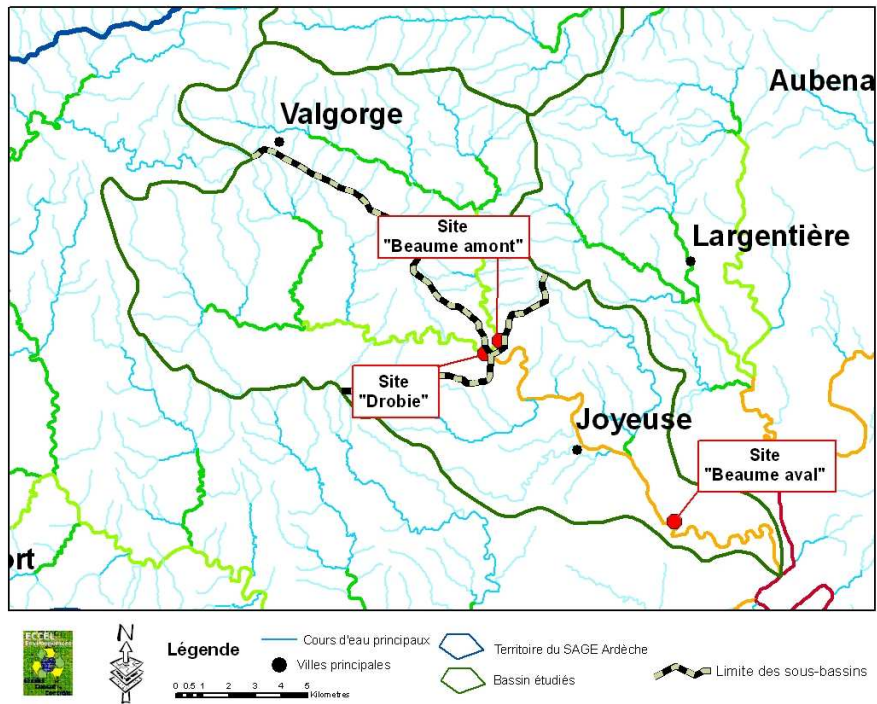 Aubena
Valgorge
Site
"Beaume amont"
Largentière
Site
"Drobie"
Joyeuse
Site
"Beaume aval"
ort
N
Légende
Cours d'eau principaux
Villes principales
0 0.5 1 2 3 4 5
Kilometres
Territoire du SAGE Ardèche
Bassin étudiés
Limite des sous-bassins
ECCEL